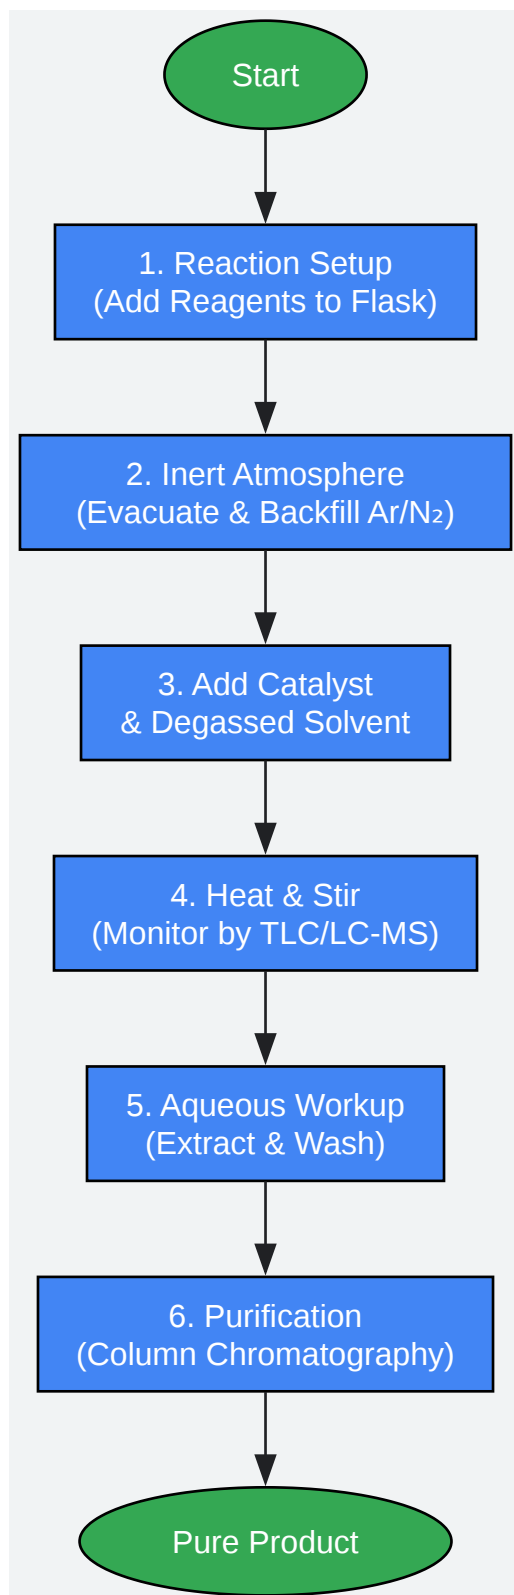 Start
1. Reaction Setup
(Add Reagents to Flask)
2. Inert Atmosphere
(Evacuate & Backfill Ar/N₂)
3. Add Catalyst
& Degassed Solvent
4. Heat & Stir
(Monitor by TLC/LC-MS)
5. Aqueous Workup
(Extract & Wash)
6. Purification
(Column Chromatography)
Pure Product